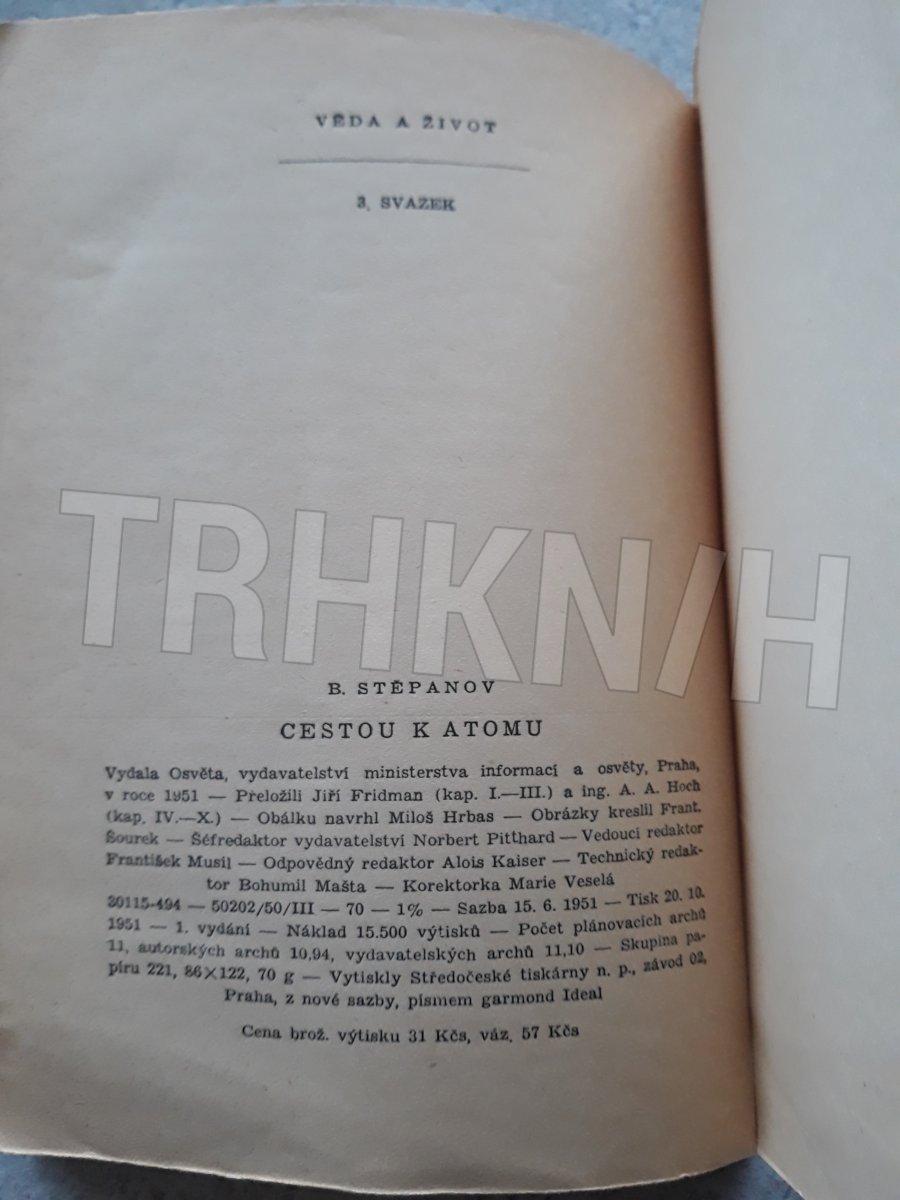 VĚDA A ŽIVOT
3. SVAZEK
TRHKN/H
B. STĚPANOV
CESTOU K ATOMU
Vydala Osvěta, vydavatelství ministerstva informací a osvěty, Praha,
v roce 1951 — Přeložili Jiří Fridman (kap. I.—III.) a ing. A. A. Hoch
(kap. IV.—X.) — Obálku navrhl Miloš Hrbas — Obrázky kreslil Frant.
Šourek — Šéfredaktor vydavatelství Norbert Pitthard — Vedoucí redaktor
František Musil — Odpovědný redaktor Alois Kaiser — Technický redak-
tor Bohumil Mašta — Korektorka Marie Veselá
30115-494 — 50202/50/III — 70 — 1% — Sazba 15. 6. 1951 — Tisk 20. 10.
1951 — 1. vydání — Náklad 15.500 výtisků — Počet plánovacích archů
11, autorských archů 10,94, vydavatelských archů 11,10 — Skupina pa-
píru 221, 86×122, 70 g — Vytiskly Středočeské tiskárny n. p., závod 02,
Praha, z nové sazby, písmem garmond Ideal
Cena brož. výtisku 31 Kčs, váz. 57 Kčs